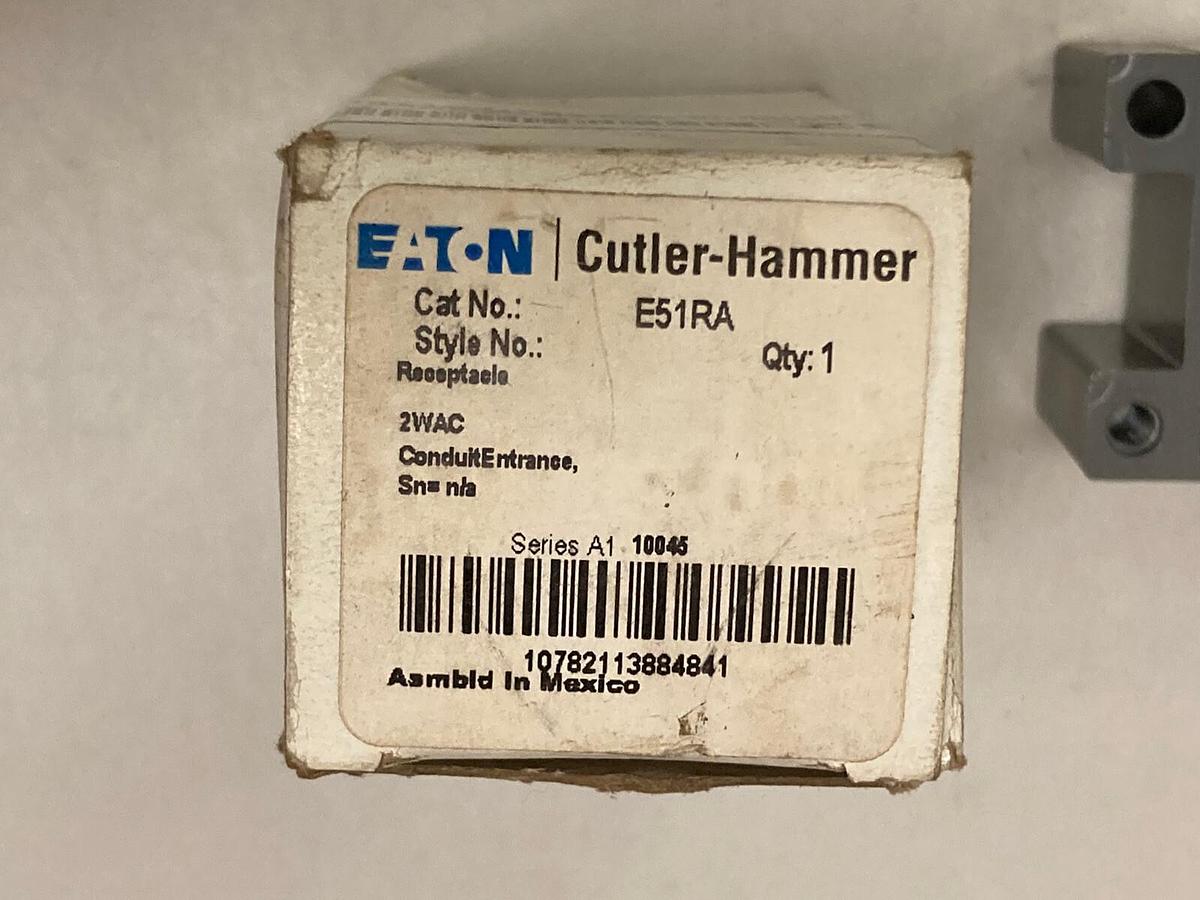 EATON | Cutler-Hammer
Cat No.: E51RA
Style No.:
Qty: 1
Receptacle
2WAC
ConduitEntrance,
Sn= n/a
Series A1 10045
10782113884841
Asmbld In Mexico